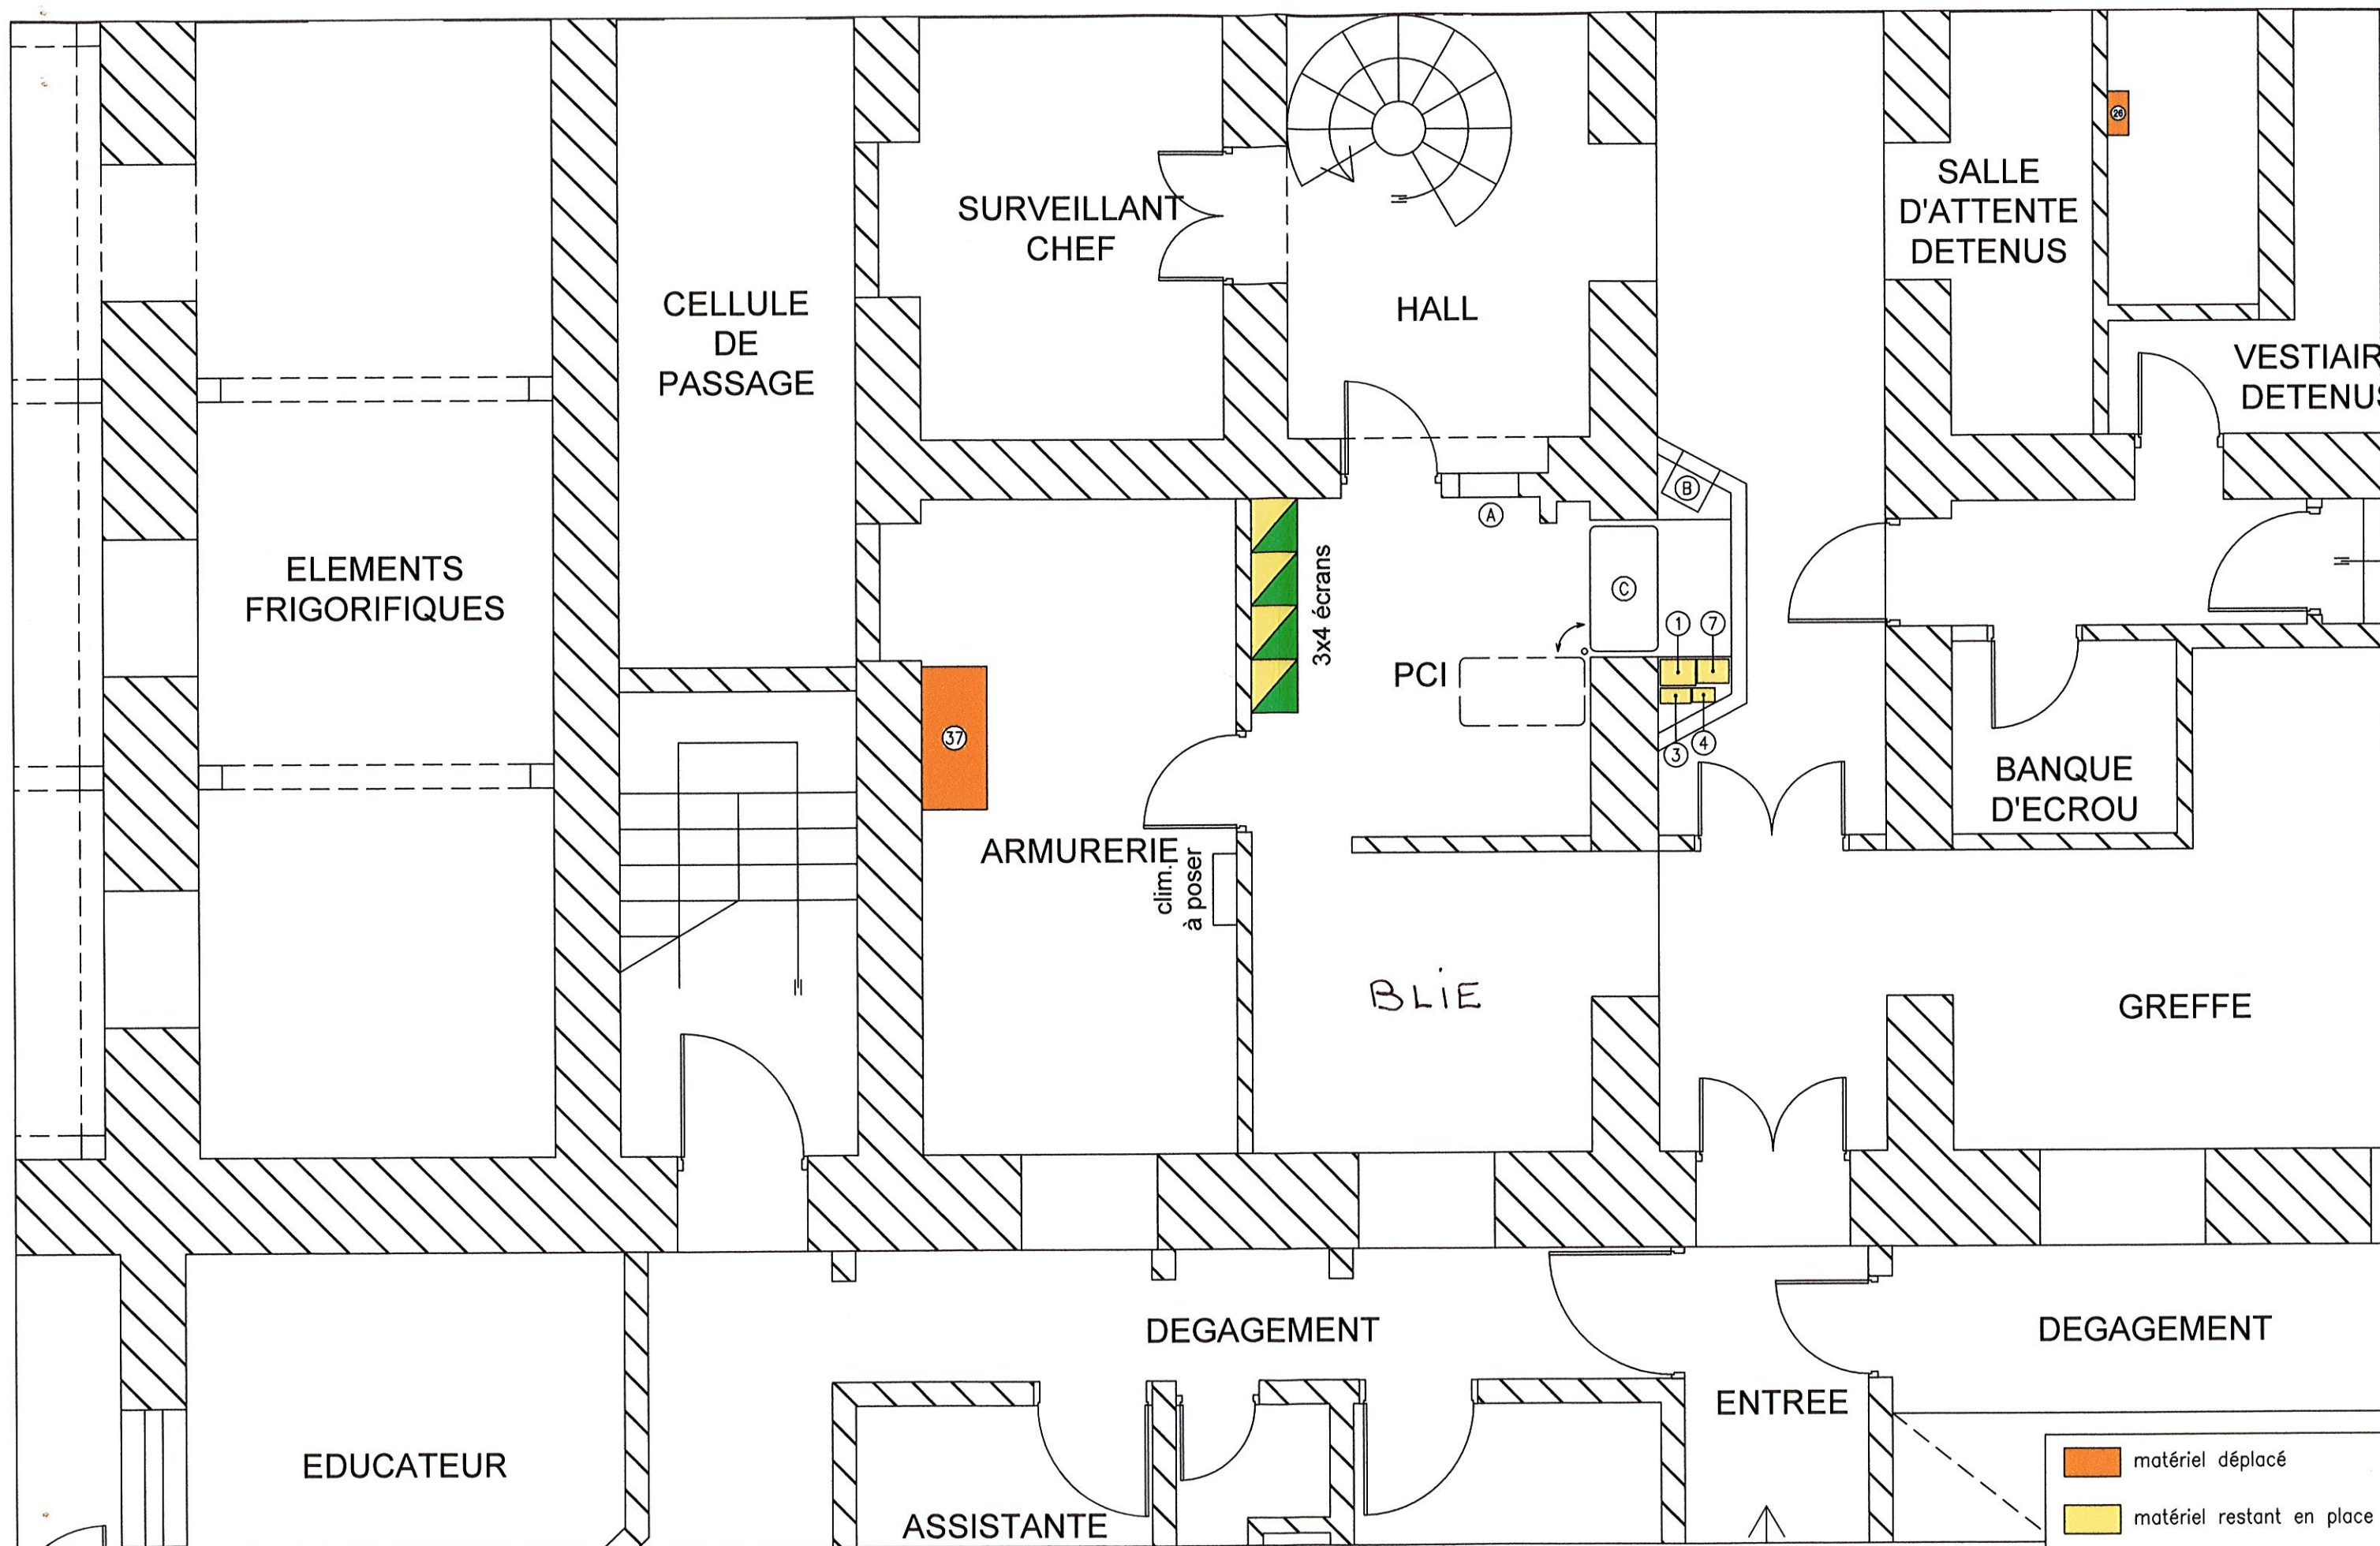 26
SALLE
D'ATTENTE
DETENUS
SURVEILLANT
CHEF
HALL
CELLULE
DE
PASSAGE
VESTIAIR
DETENUS
B
A
3x4 écrans
C
ELEMENTS
FRIGORIFIQUES
1
7
PCI
37
3
4
BANQUE
D'ECROU
ARMURERIE
clim.
à poser
BLIE
GREFFE
DEGAGEMENT
DEGAGEMENT
ENTREE
EDUCATEUR
ASSISTANTE
matériel déplacé
matériel restant en place